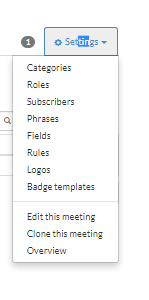 1 Settings
Categories
Roles
Subscribers
Phrases
Fields
Rules
Logos
Badge templates
Edit this meeting
Clone this meeting
Overview